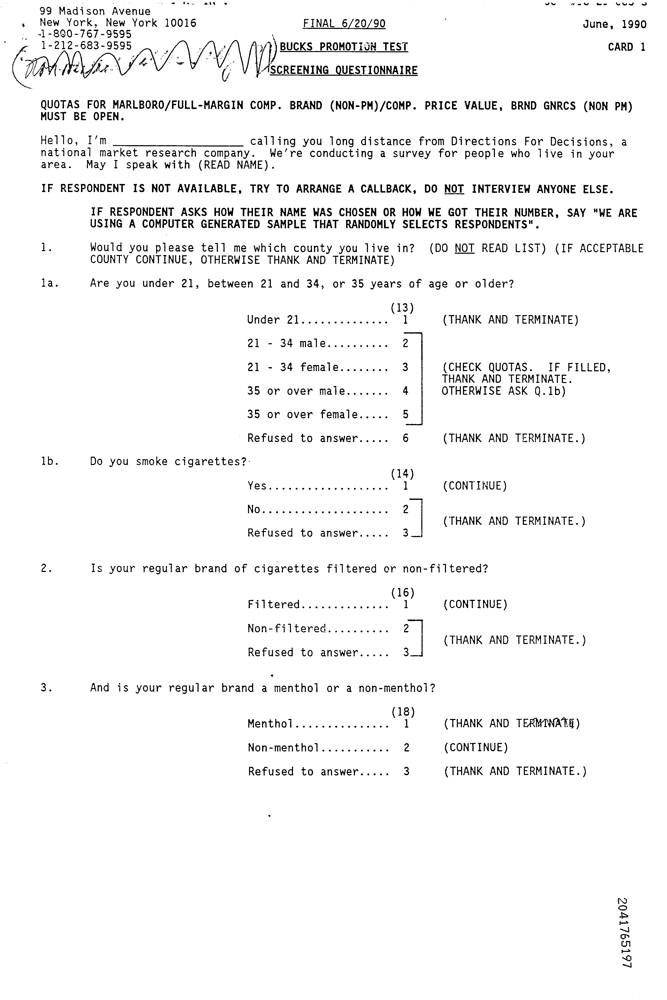 99 Madison Avenue
New York, New York 10016    FINAL 6/20/90    June, 1990
1-800-767-9595
1-212-683-9595    BUCKS PROMOTION TEST    CARD 1
SCREENING QUESTIONNAIRE
QUOTAS FOR MARLBORO/FULL-MARGIN COMP. BRAND (NON-PM)/COMP. PRICE VALUE, BRND GNRCS (NON PM)
MUST BE OPEN.
Hello, I'm ____________________ calling you long distance from Directions For Decisions, a
national market research company. We're conducting a survey for people who live in your
area. May I speak with (READ NAME).
IF RESPONDENT IS NOT AVAILABLE, TRY TO ARRANGE A CALLBACK, DO NOT INTERVIEW ANYONE ELSE.
IF RESPONDENT ASKS HOW THEIR NAME WAS CHOSEN OR HOW WE GOT THEIR NUMBER, SAY "WE ARE
USING A COMPUTER GENERATED SAMPLE THAT RANDOMLY SELECTS RESPONDENTS".
1. Would you please tell me which county you live in? (DO NOT READ LIST) (IF ACCEPTABLE
COUNTY CONTINUE, OTHERWISE THANK AND TERMINATE)
1a. Are you under 21, between 21 and 34, or 35 years of age or older?
(13)
Under 21.............. 1 (THANK AND TERMINATE)
21 - 34 male.......... 2
21 - 34 female........ 3 (CHECK QUOTAS. IF FILLED,
THANK AND TERMINATE.
35 or over male....... 4 OTHERWISE ASK Q.1b)
35 or over female..... 5
Refused to answer..... 6 (THANK AND TERMINATE.)
1b. Do you smoke cigarettes?
(14)
Yes................... 1 (CONTINUE)
No.................... 2
(THANK AND TERMINATE.)
Refused to answer..... 3
2. Is your regular brand of cigarettes filtered or non-filtered?
(16)
Filtered.............. 1 (CONTINUE)
Non-filtered.......... 2
(THANK AND TERMINATE.)
Refused to answer..... 3
3. And is your regular brand a menthol or a non-menthol?
(18)
Menthol............... 1 (THANK AND TERMINATE)
Non-menthol........... 2 (CONTINUE)
Refused to answer..... 3 (THANK AND TERMINATE.)
2041765197